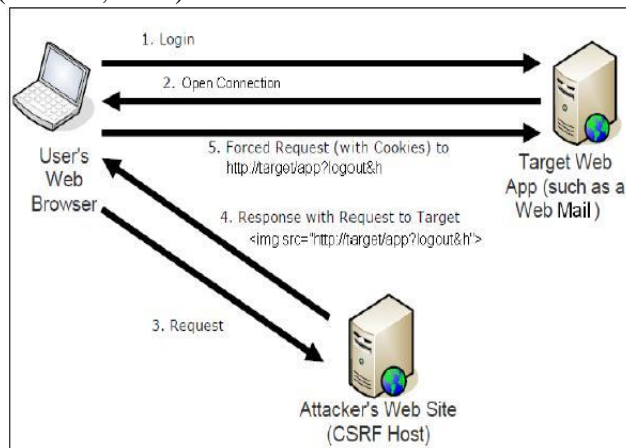 1. Login
2. Open Connection
5. Forced Request (with Cookies) to
http://target/app?logout&h
User's
Web
Browser
Target Web
App (such as a
Web Mail)
4. Response with Request to Target
<img src="http://target/app?logout&h">
3. Request
Attacker's Web Site
(CSRF Host)